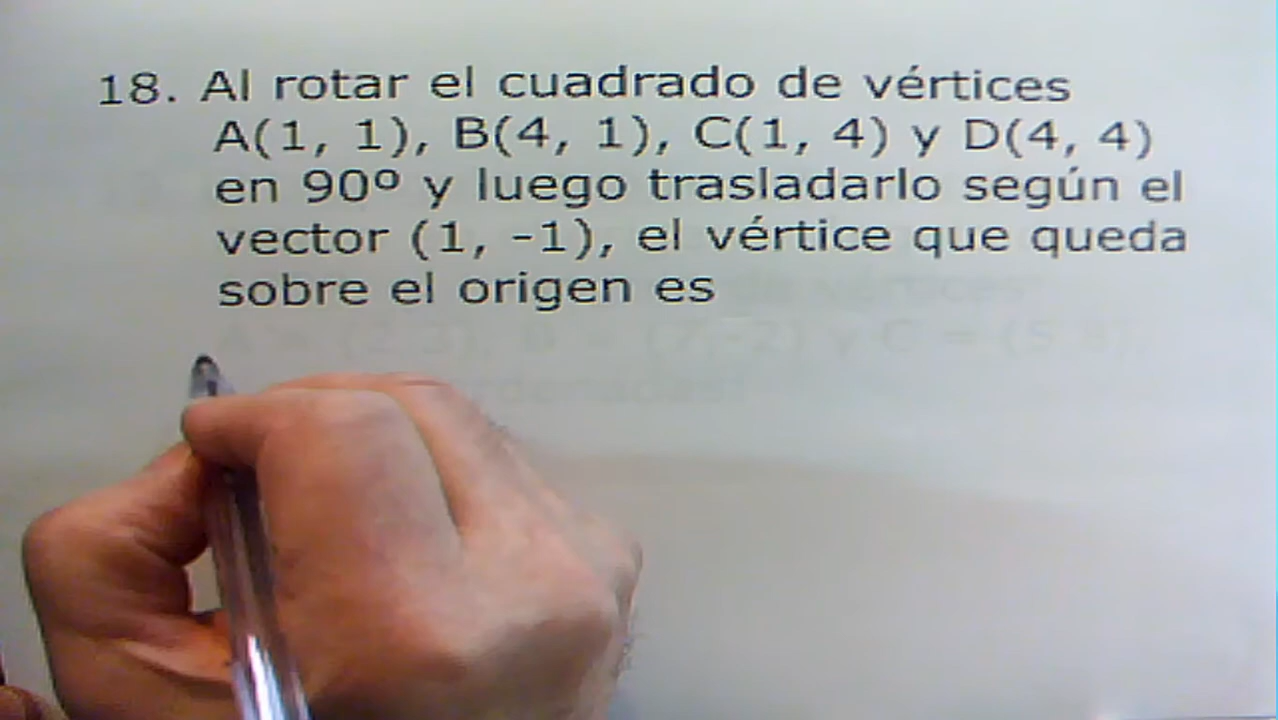 18. Al rotar el cuadrado de vértices
A(1, 1), B(4, 1), C(1, 4) y D(4, 4)
en 90º y luego trasladarlo según el
vector (1, -1), el vértice que queda
sobre el origen es